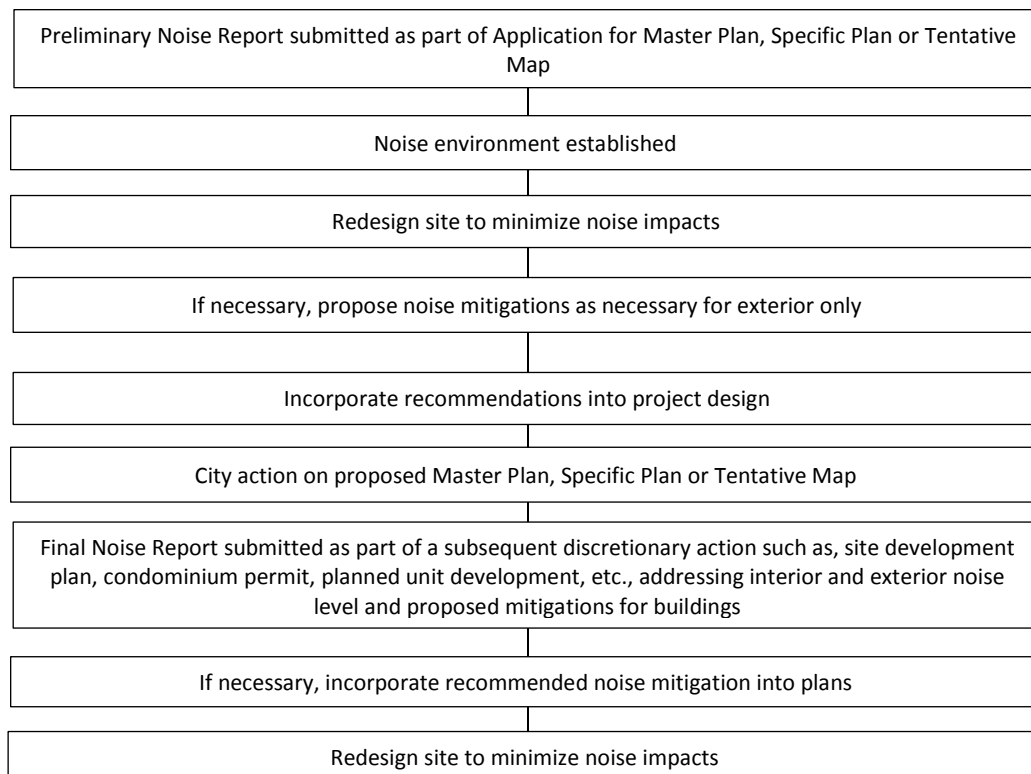 Preliminary Noise Report submitted as part of Application for Master Plan, Specific Plan or Tentative
Map
Noise environment established
Redesign site to minimize noise impacts
If necessary, propose noise mitigations as necessary for exterior only
Incorporate recommendations into project design
City action on proposed Master Plan, Specific Plan or Tentative Map
Final Noise Report submitted as part of a subsequent discretionary action such as, site development
plan, condominium permit, planned unit development, etc., addressing interior and exterior noise
level and proposed mitigations for buildings
If necessary, incorporate recommended noise mitigation into plans
Redesign site to minimize noise impacts